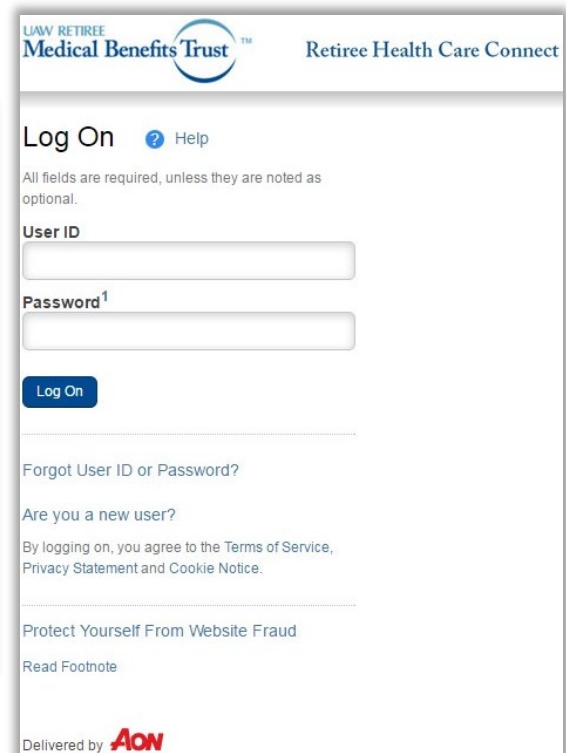 UAW RETIREE
Medical Benefits Trust ™ Retiree Health Care Connect
Log On ? Help
All fields are required, unless they are noted as
optional.
User ID
Password1
Log On
Forgot User ID or Password?
Are you a new user?
By logging on, you agree to the Terms of Service,
Privacy Statement and Cookie Notice.
Protect Yourself From Website Fraud
Read Footnote
Delivered by AON